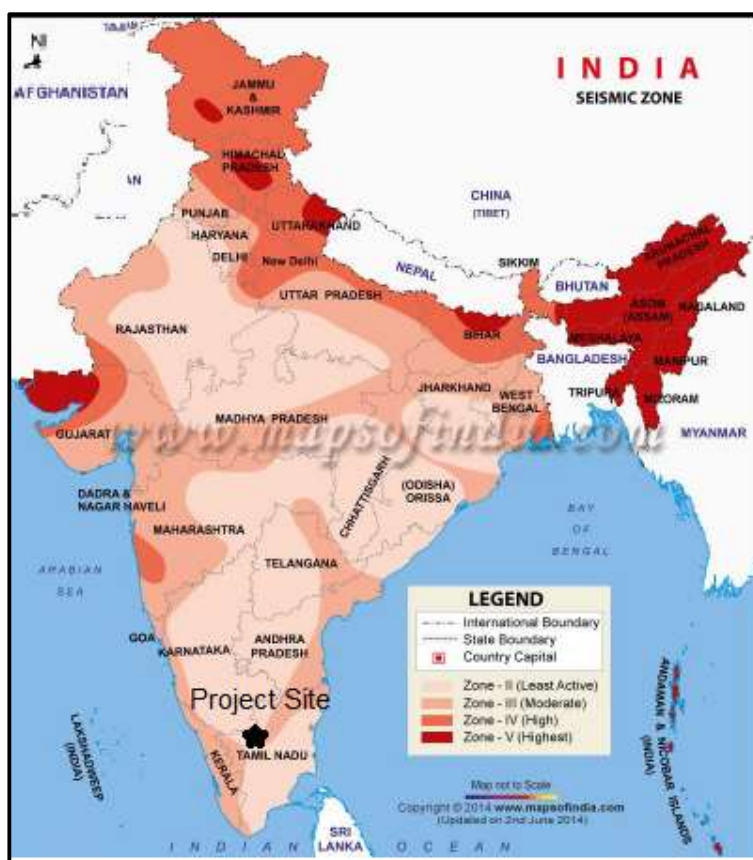 TAJIKISTAN
N
INDIA
SEISMIC ZONE
AFGHANISTAN
JAMMU
&
KASHMIR
AN
HIMACHAL
PRADESH
CHINA
(TIBET)
PUNJAB
UTTARAKHAND
HARYANA
DELHI
New Delhi
NEPAL
SIKKIM
ARUNACHAL
PRADESH
BHUTAN
UTTAR PRADESH
ASOM
(ASSAM)
NAGALAND
RAJASTHAN
BIHAR
MEGHALAYA
BANGLADESH
MANIPUR
JHARKHAND
TRIPURA
MIZORAM
WEST
BENGAL
MADHYA PRADESH
GUJARAT
MYANMAR
www.mapsofindia.com
CHHATTISGARH
(ODISHA)
ORISSA
DADRA &
NAGAR HAVELI
MAHARASHTRA
BAY
OF
BENGAL
TELANGANA
ARABIAN
SEA
LEGEND
International Boundary
State Boundary
Country Capital
Zone - II (Least Active)
Zone - III (Moderate)
Zone - IV (High)
Zone - V (Highest)
GOA
KARNATAKA
ANDHRA
PRADESH
Project Site
TAMIL NADU
KERALA
LAKSHADWEEP
(INDIA)
ANDAMAN & NICOBAR ISLANDS
(INDIA)
Map not to Scale
Copyright © 2014 www.mapsofindia.com
(Updated on 2nd June 2014)
SRI
LANKA
INDIAN OCEAN